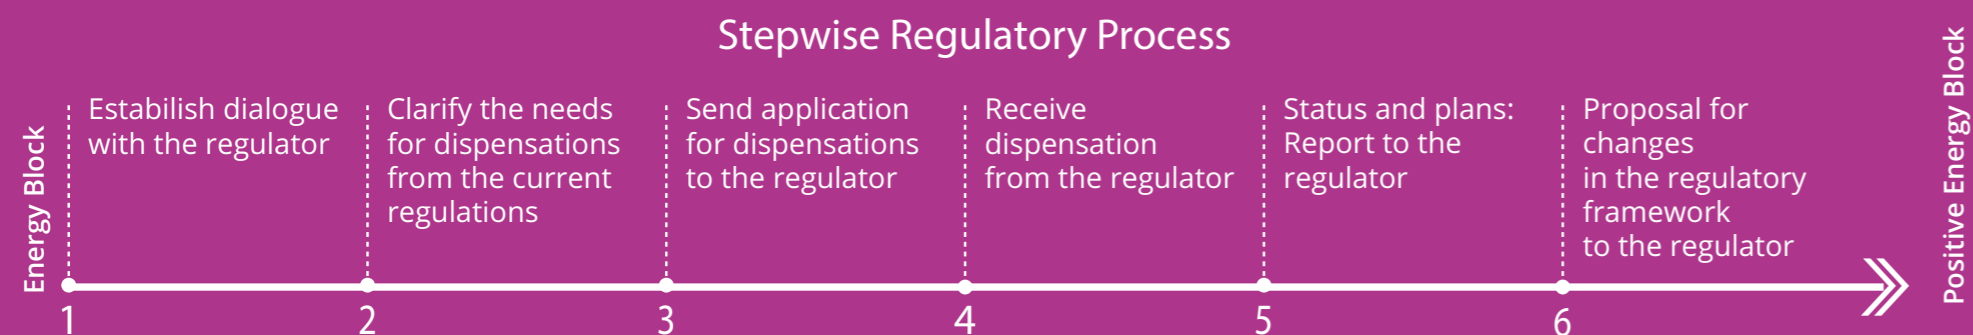 Stepwise Regulatory Process
Energy Block
Estabilish dialogue
with the regulator
Clarify the needs
for dispensations
from the current
regulations
Send application
for dispensations
to the regulator
Receive
dispensation
from the regulator
Status and plans:
Report to the
regulator
Proposal for
changes
in the regulatory
framework
to the regulator
Positive Energy Block
1
2
3
4
5
6